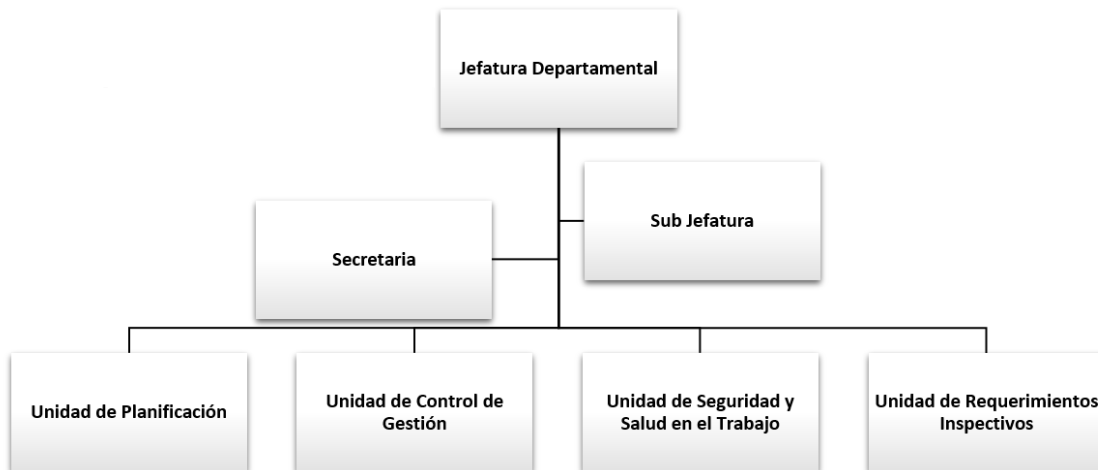 Jefatura Departamental
Sub Jefatura
Secretaria
Unidad de Planificación
Unidad de Control de
Gestión
Unidad de Seguridad y
Salud en el Trabajo
Unidad de Requerimientos
Inspectivos